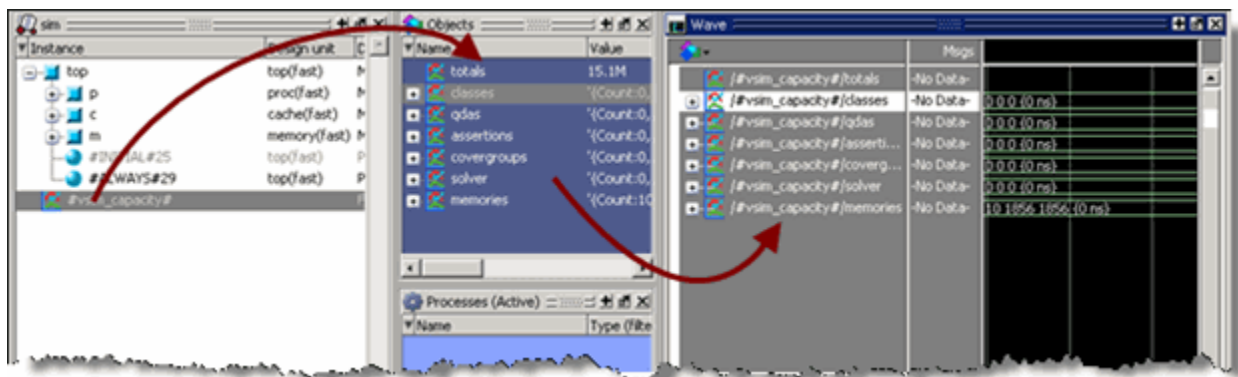 sim
Instance Design unit
top top(fast)
p proc(fast)
c cache(fast)
m memory(fast)
#INITIAL#25 top(fast)
#ALWAYS#29 top(fast)
#vsim_capacity#
Objects
Name Value
totals 15.1M
classes '{Count:0,
qdas '{Count:0,
assertions '{Count:0,
covergroups '{Count:0,
solver '{Count:0,
memories '{Count:10
Processes (Active)
Name Type (filte
Wave
Msgs
/#vsim_capacity#/totals -No Data-
/#vsim_capacity#/classes -No Data- 0 0 0 {0 ns}
/#vsim_capacity#/qdas -No Data- 0 0 0 {0 ns}
/#vsim_capacity#/asserti... -No Data- 0 0 0 {0 ns}
/#vsim_capacity#/coverg... -No Data- 0 0 0 {0 ns}
/#vsim_capacity#/solver -No Data- 0 0 0 {0 ns}
/#vsim_capacity#/memories -No Data- 10 1856 1856 {0 ns}